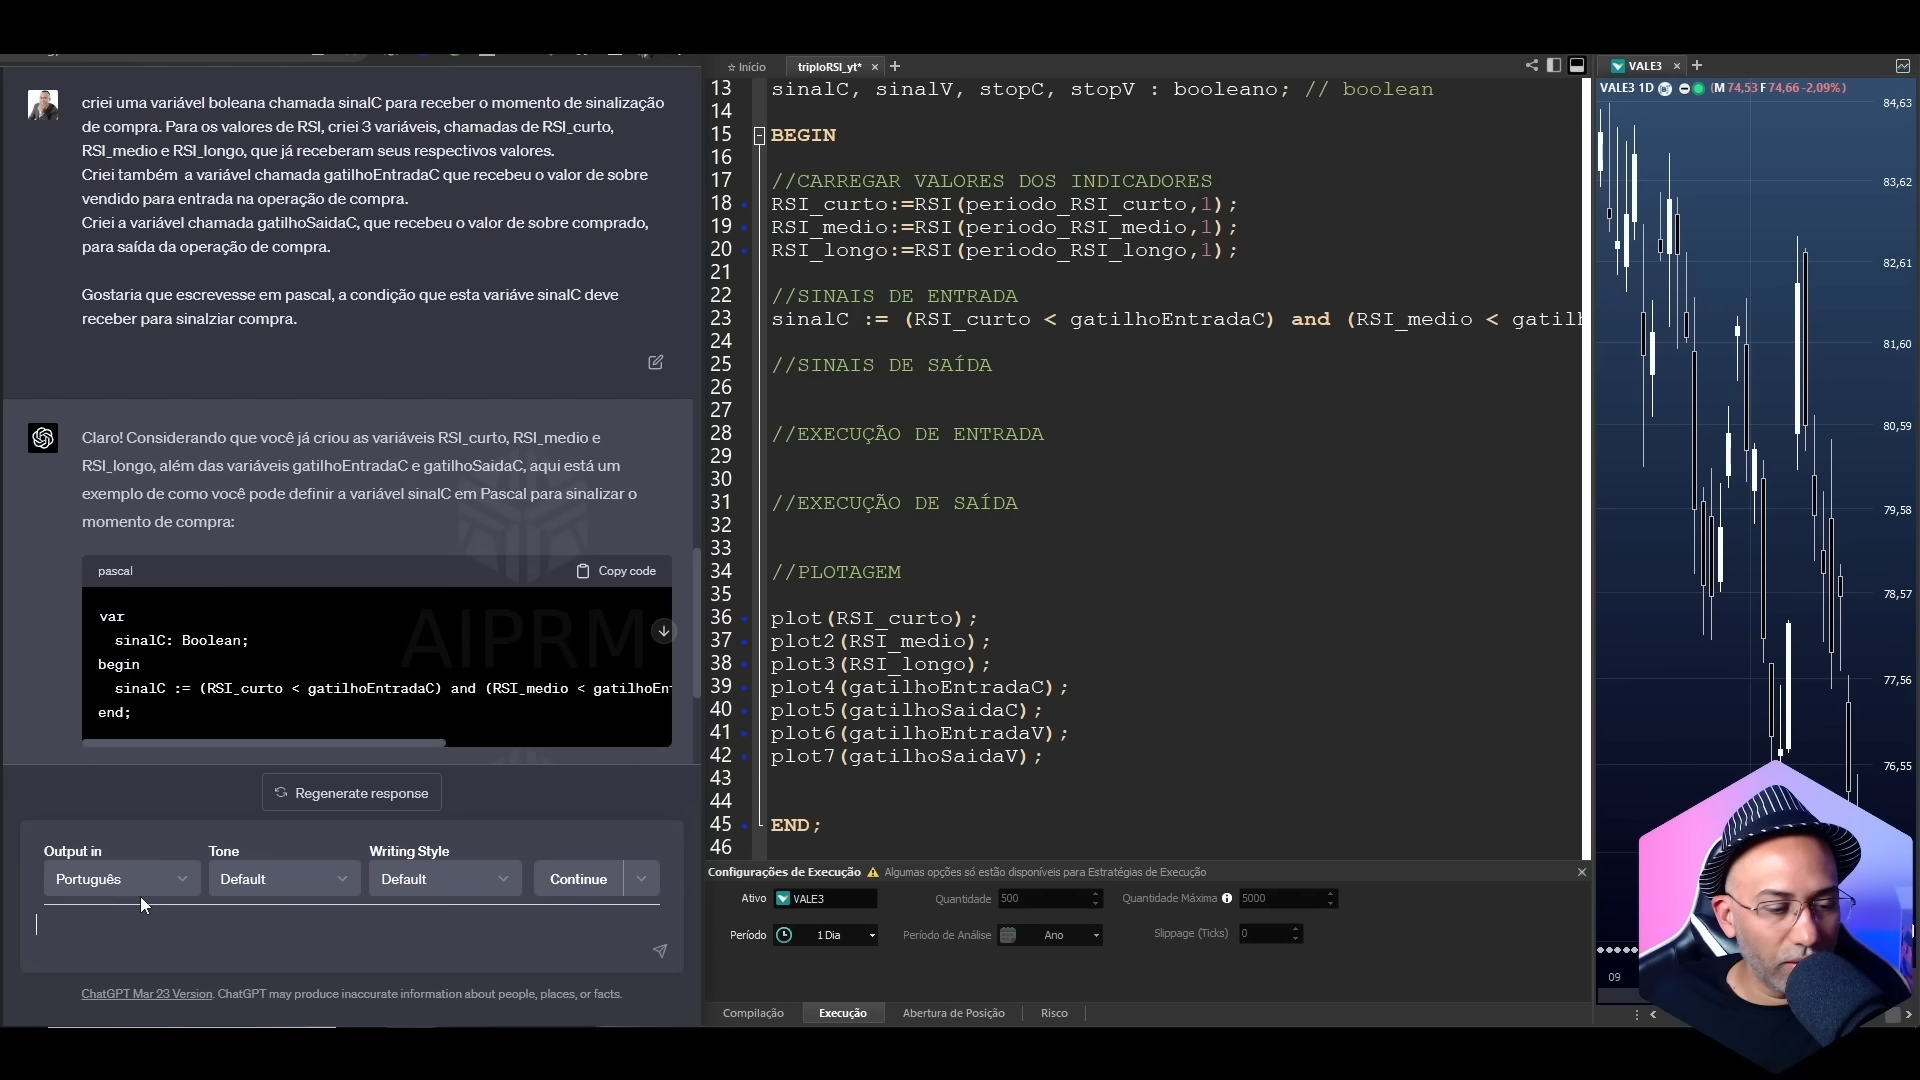 criei uma variável boleana chamada sinalC para receber o momento de sinalização
de compra. Para os valores de RSI, criei 3 variáveis, chamadas de RSI_curto,
RSI_medio e RSI_longo, que já receberam seus respectivos valores.
Criei também a variável chamada gatilhoEntradaC que recebeu o valor de sobre
vendido para entrada na operação de compra.
Criei a variável chamada gatilhoSaidaC, que recebeu o valor de sobre comprado,
para saída da operação de compra.
Gostaria que escrevesse em pascal, a condição que esta variáve sinalC deve
receber para sinalziar compra.
Claro! Considerando que você já criou as variáveis RSI_curto, RSI_medio e
RSI_longo, além das variáveis gatilhoEntradaC e gatilhoSaidaC, aqui está um
exemplo de como você pode definir a variável sinalC em Pascal para sinalizar o
momento de compra:
pascal
Copy code
var
sinalC: Boolean;
begin
sinalC := (RSI_curto < gatilhoEntradaC) and (RSI_medio < gatilhoEn
end;
AIPRM
Regenerate response
Output in
Tone
Writing Style
Português
Default
Default
Continue
ChatGPT Mar 23 Version. ChatGPT may produce inaccurate information about people, places, or facts.
Início
triploRSI_yt* × +
13 sinalC, sinalV, stopC, stopV : booleano; // boolean
14
15 BEGIN
16
17 //CARREGAR VALORES DOS INDICADORES
18 RSI_curto:=RSI(periodo_RSI_curto,1);
19 RSI_medio:=RSI(periodo_RSI_medio,1);
20 RSI_longo:=RSI(periodo_RSI_longo,1);
21
22 //SINAIS DE ENTRADA
23 sinalC := (RSI_curto < gatilhoEntradaC) and (RSI_medio < gatilh
24
25 //SINAIS DE SAÍDA
26
27
28 //EXECUÇÃO DE ENTRADA
29
30
31 //EXECUÇÃO DE SAÍDA
32
33
34 //PLOTAGEM
35
36 plot(RSI_curto);
37 plot2(RSI_medio);
38 plot3(RSI_longo);
39 plot4(gatilhoEntradaC);
40 plot5(gatilhoSaidaC);
41 plot6(gatilhoEntradaV);
42 plot7(gatilhoSaidaV);
43
44
45 END;
46
Configurações de Execução
Algumas opções só estão disponíveis para Estratégias de Execução
Ativo
VALE3
Quantidade
500
Quantidade Máxima
5000
Período
1 Dia
Período de Análise
Ano
Slippage (Ticks)
0
Compilação
Execução
Abertura de Posição
Risco
VALE3 × +
VALE3 1D
(M 74,53 F 74,66 -2,09%)
84,63
83,62
82,61
81,60
80,59
79,58
78,57
77,56
76,55
09